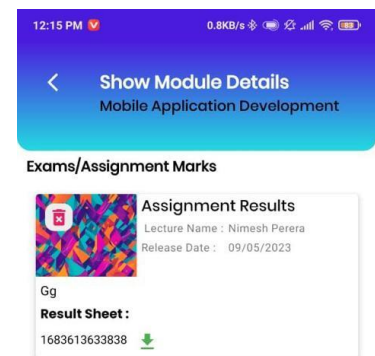 12:15 PM 0.8KB/s
Show Module Details
Mobile Application Development
Exams/Assignment Marks
Assignment Results
Lecture Name : Nimesh Perera
Release Date : 09/05/2023
Gg
Result Sheet :
1683613633838